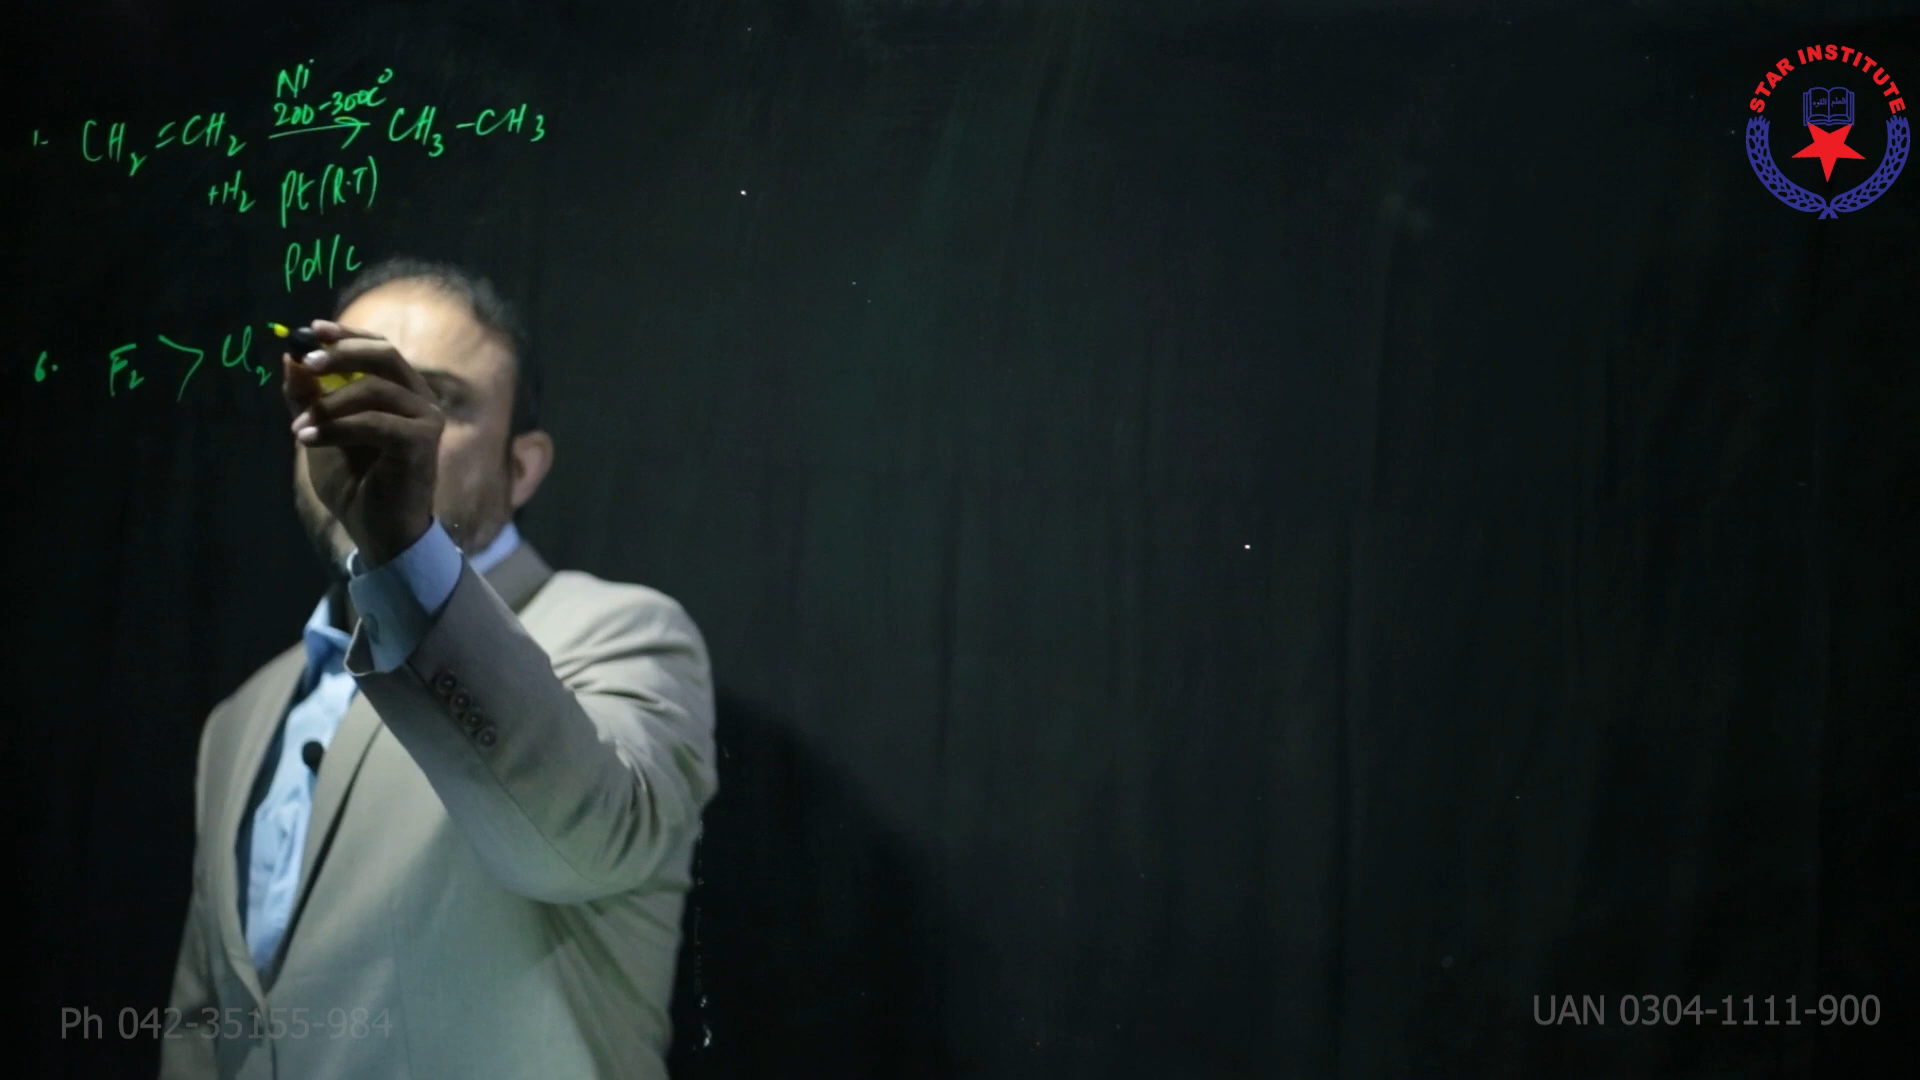 Ni
200-300c°
1- CH2=CH2 → CH3-CH3
+H2 Pt(R.T)
Pd/C
6. F2 > Cl2
STAR INSTITUTE
Ph 042-35155-984
UAN 0304-1111-900